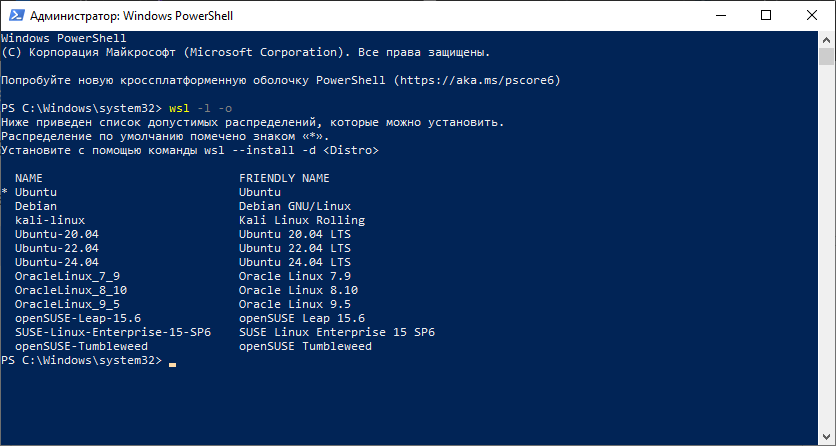 Администратор: Windows PowerShell
Windows PowerShell
(C) Корпорация Майкрософт (Microsoft Corporation). Все права защищены.
Попробуйте новую кроссплатформенную оболочку PowerShell (https://aka.ms/pscore6)
PS C:\Windows\system32> wsl -l -o
Ниже приведен список допустимых распределений, которые можно установить.
Распределение по умолчанию помечено знаком «*».
Установите с помощью команды wsl --install -d <Distro>
  NAME                            FRIENDLY NAME
* Ubuntu                          Ubuntu
  Debian                          Debian GNU/Linux
  kali-linux                      Kali Linux Rolling
  Ubuntu-20.04                    Ubuntu 20.04 LTS
  Ubuntu-22.04                    Ubuntu 22.04 LTS
  Ubuntu-24.04                    Ubuntu 24.04 LTS
  OracleLinux_7_9                 Oracle Linux 7.9
  OracleLinux_8_10                Oracle Linux 8.10
  OracleLinux_9_5                 Oracle Linux 9.5
  openSUSE-Leap-15.6              openSUSE Leap 15.6
  SUSE-Linux-Enterprise-15-SP6    SUSE Linux Enterprise 15 SP6
  openSUSE-Tumbleweed             openSUSE Tumbleweed
PS C:\Windows\system32>